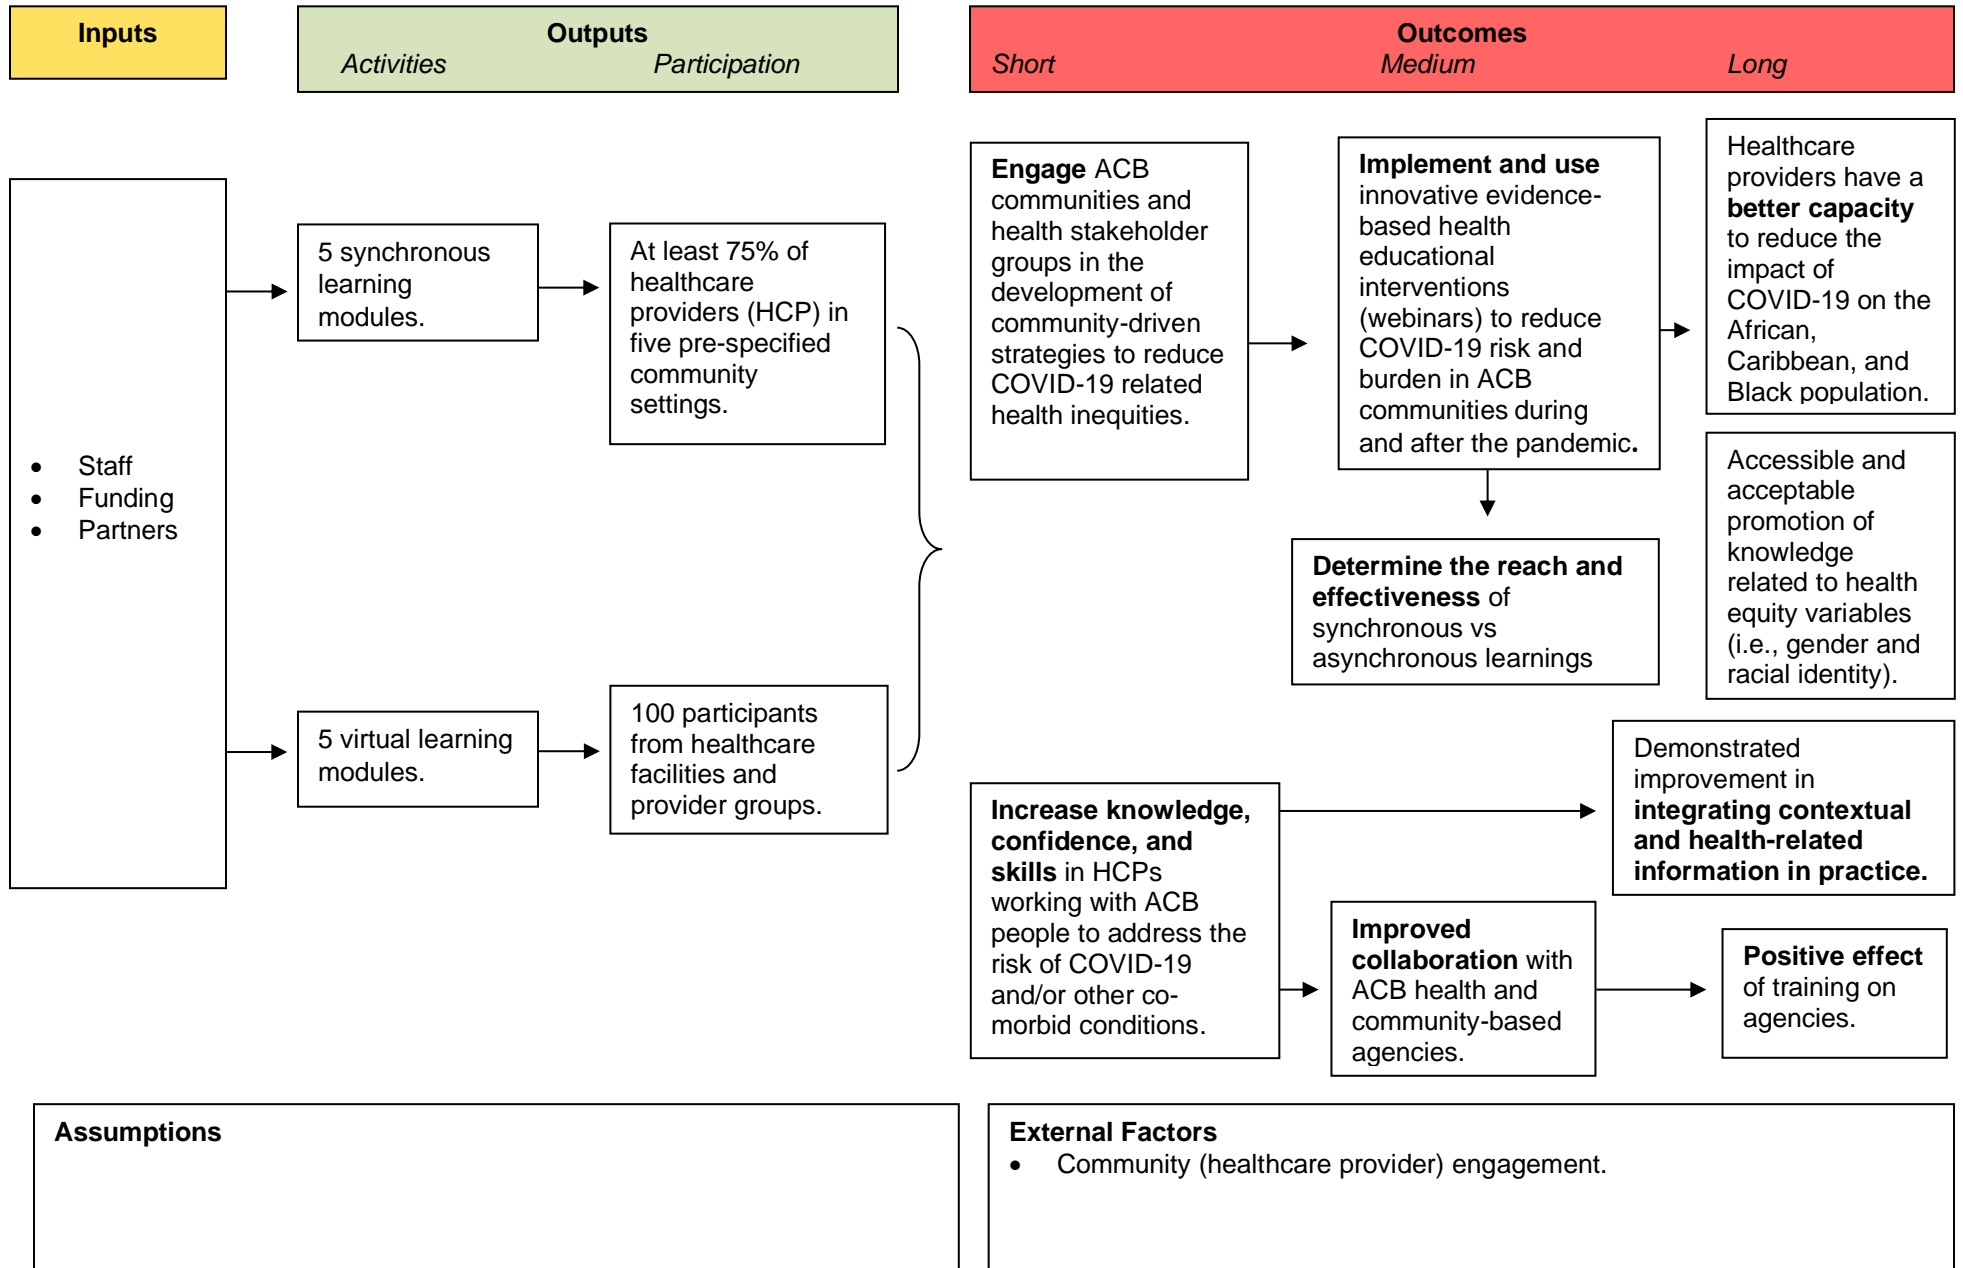 Inputs
Outputs
Activities Participation
Outcomes
Short Medium Long
• Staff
• Funding
• Partners
5 synchronous
learning
modules.
At least 75% of
healthcare
providers (HCP) in
five pre-specified
community
settings.
5 virtual learning
modules.
100 participants
from healthcare
facilities and
provider groups.
Engage ACB
communities and
health stakeholder
groups in the
development of
community-driven
strategies to reduce
COVID-19 related
health inequities.
Implement and use
innovative evidence-
based health
educational
interventions
(webinars) to reduce
COVID-19 risk and
burden in ACB
communities during
and after the pandemic.
Healthcare
providers have a
better capacity
to reduce the
impact of
COVID-19 on the
African,
Caribbean, and
Black population.
Determine the reach and
effectiveness of
synchronous vs
asynchronous learnings
Accessible and
acceptable
promotion of
knowledge
related to health
equity variables
(i.e., gender and
racial identity).
Increase knowledge,
confidence, and
skills in HCPs
working with ACB
people to address the
risk of COVID-19
and/or other co-
morbid conditions.
Demonstrated
improvement in
integrating contextual
and health-related
information in practice.
Improved
collaboration with
ACB health and
community-based
agencies.
Positive effect
of training on
agencies.
Assumptions
External Factors
• Community (healthcare provider) engagement.